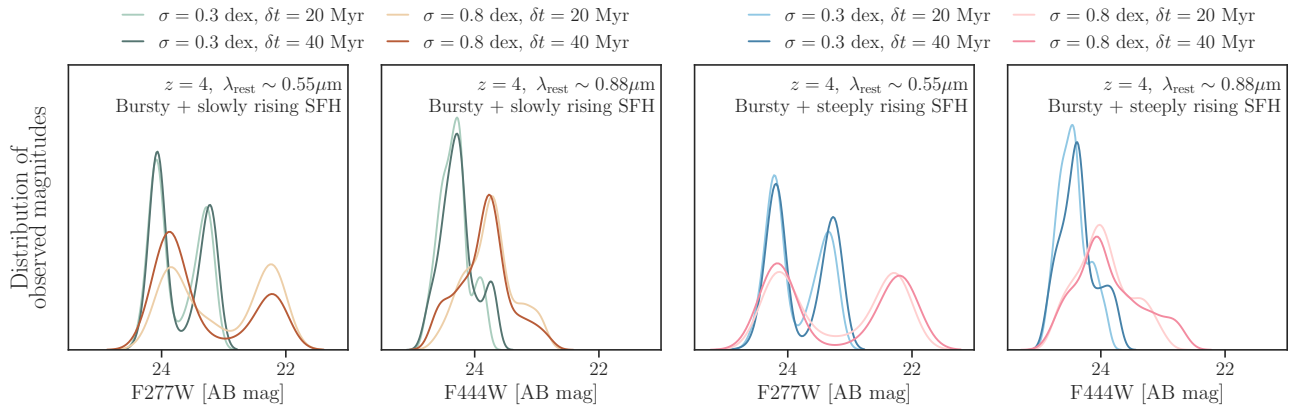 σ = 0.3 dex, δt = 20 Myr
σ = 0.8 dex, δt = 20 Myr
σ = 0.3 dex, δt = 40 Myr
σ = 0.8 dex, δt = 40 Myr
σ = 0.3 dex, δt = 20 Myr
σ = 0.8 dex, δt = 20 Myr
σ = 0.3 dex, δt = 40 Myr
σ = 0.8 dex, δt = 40 Myr
Distribution of
observed magnitudes
z = 4, λrest ∼ 0.55μm
Bursty + slowly rising SFH
24 22
F277W [AB mag]
z = 4, λrest ∼ 0.88μm
Bursty + slowly rising SFH
24 22
F444W [AB mag]
z = 4, λrest ∼ 0.55μm
Bursty + steeply rising SFH
24 22
F277W [AB mag]
z = 4, λrest ∼ 0.88μm
Bursty + steeply rising SFH
24 22
F444W [AB mag]